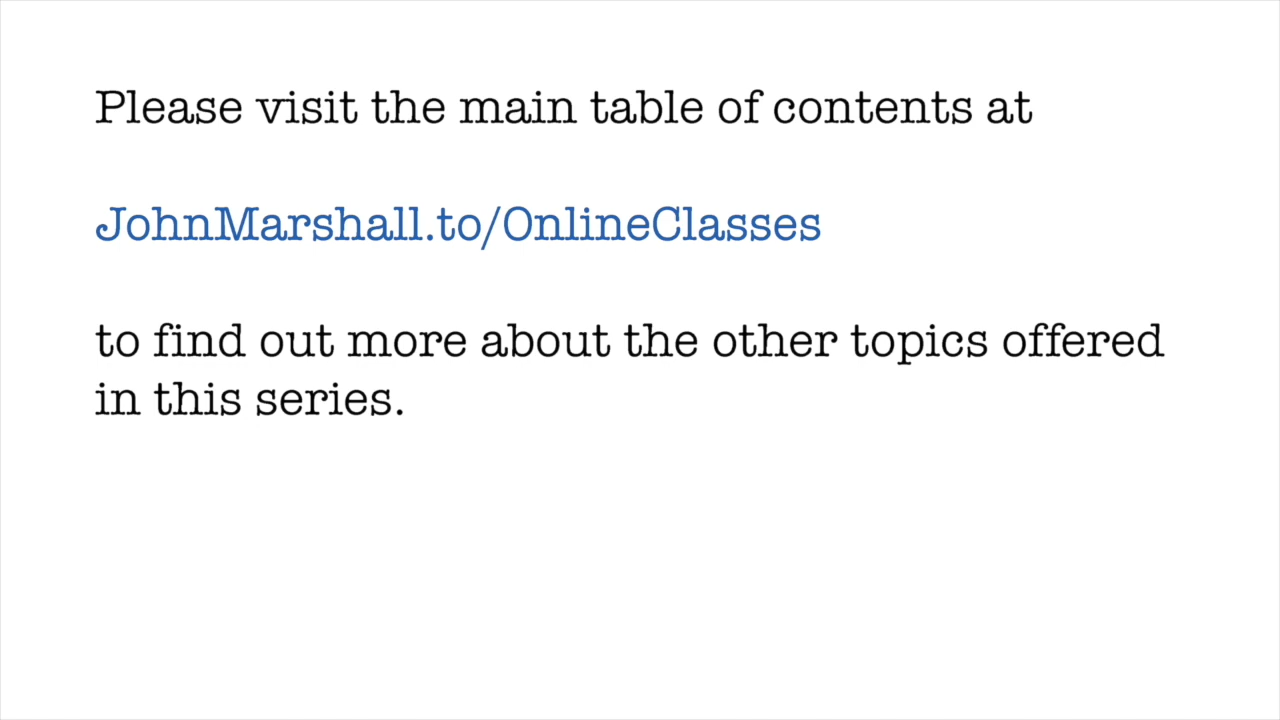 Please visit the main table of contents at
JohnMarshall.to/OnlineClasses
to find out more about the other topics offered
in this series.